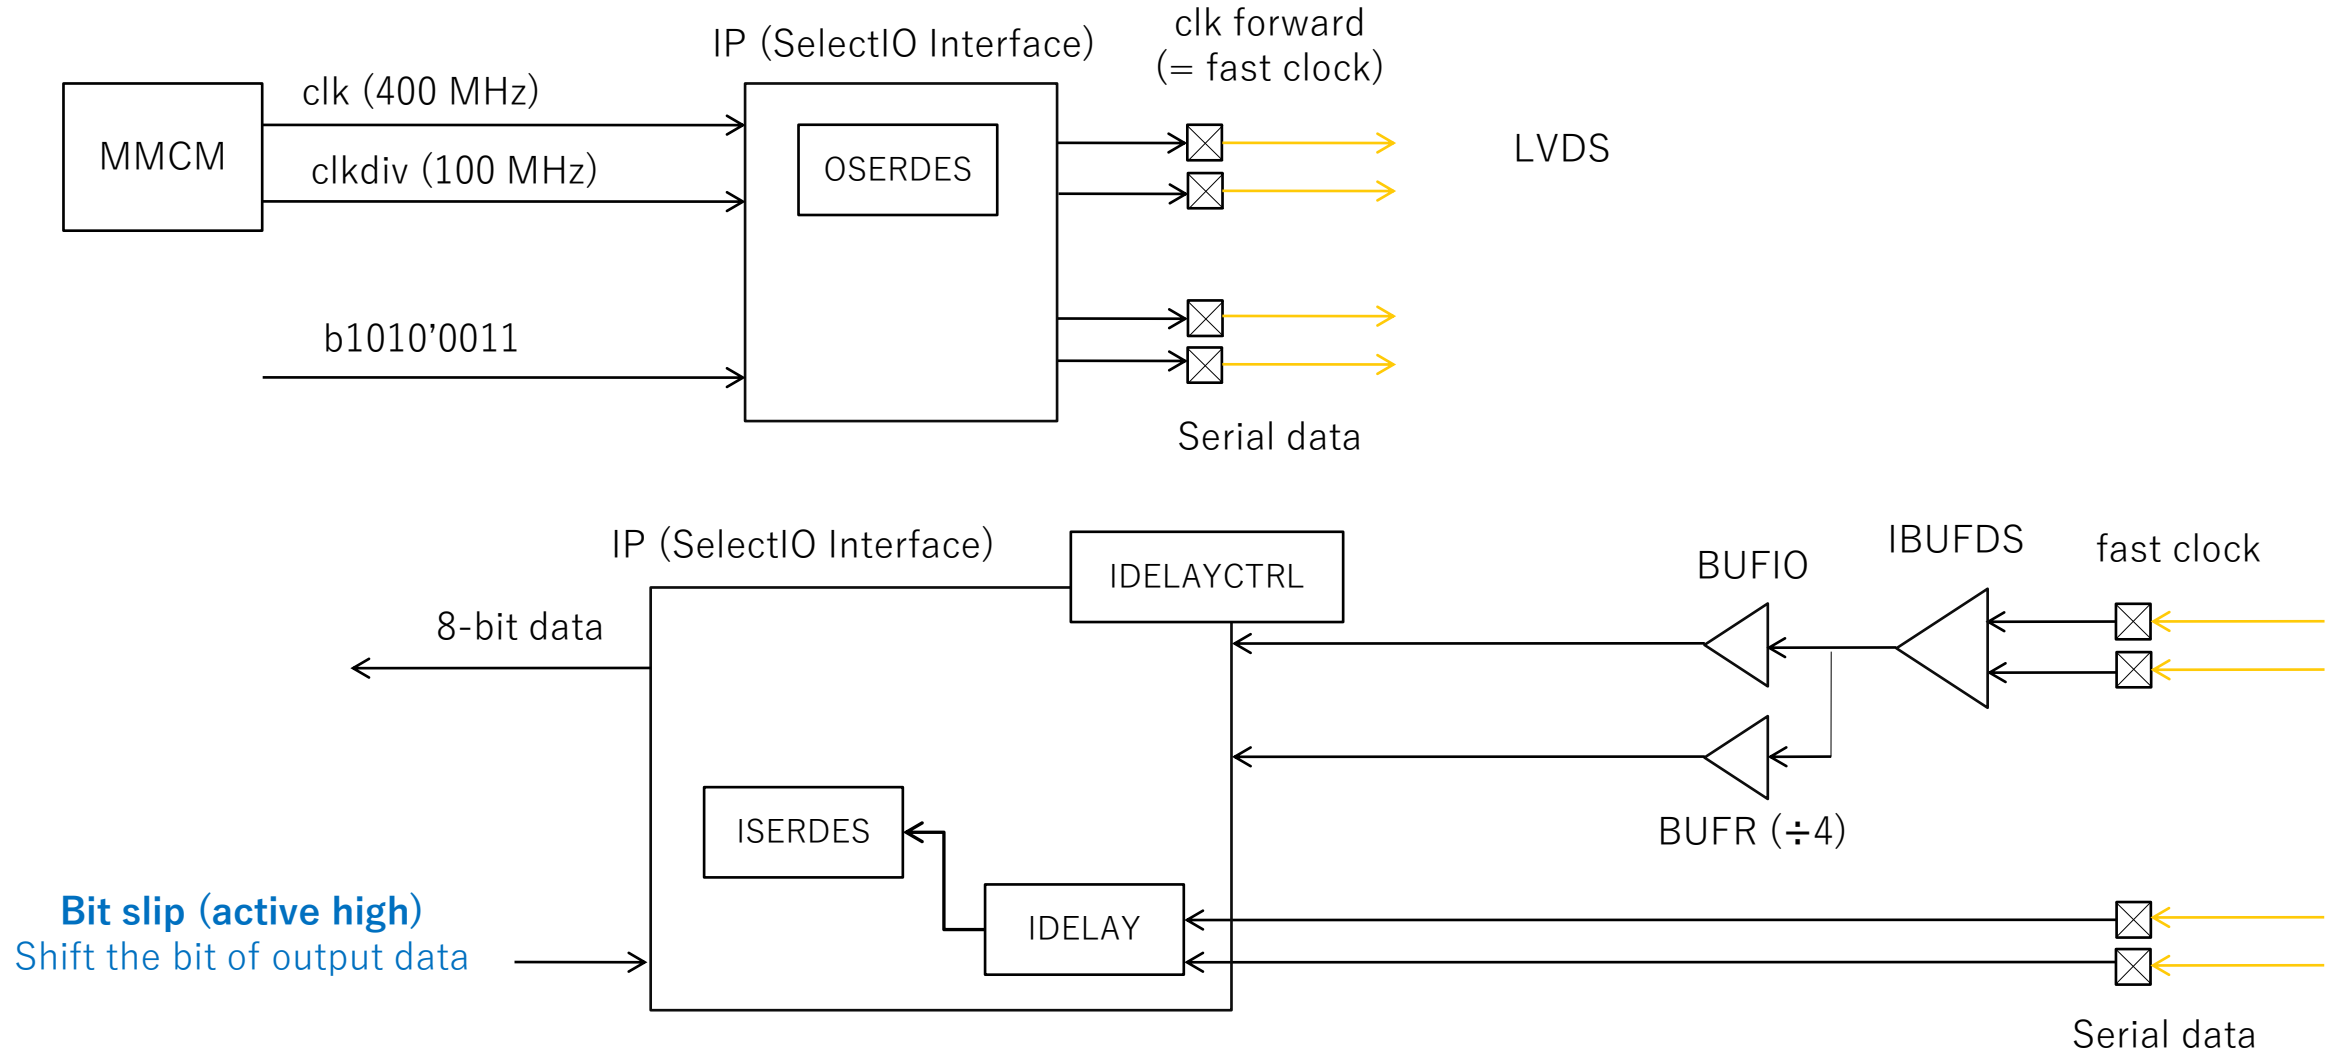 IP (SelectIO Interface)
clk forward
(= fast clock)
MMCM
clk (400 MHz)
clkdiv (100 MHz)
OSERDES
LVDS
b1010’0011
Serial data
IP (SelectIO Interface)
IDELAYCTRL
BUFIO
IBUFDS
fast clock
8-bit data
ISERDES
BUFR (÷4)
Bit slip (active high)
Shift the bit of output data
IDELAY
Serial data